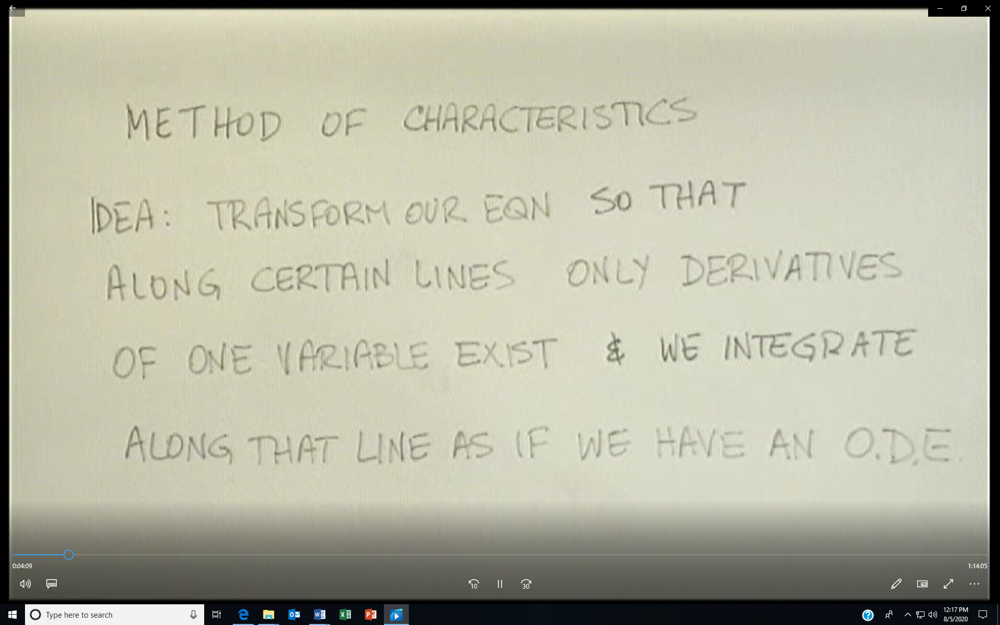 METHOD OF CHARACTERISTICS
IDEA: TRANSFORM OUR EQN SO THAT
ALONG CERTAIN LINES ONLY DERIVATIVES
OF ONE VARIABLE EXIST & WE INTEGRATE
ALONG THAT LINE AS IF WE HAVE AN O.D.E.
0:04:09
1:14:05
10
30
Type here to search
12:17 PM
8/5/2020